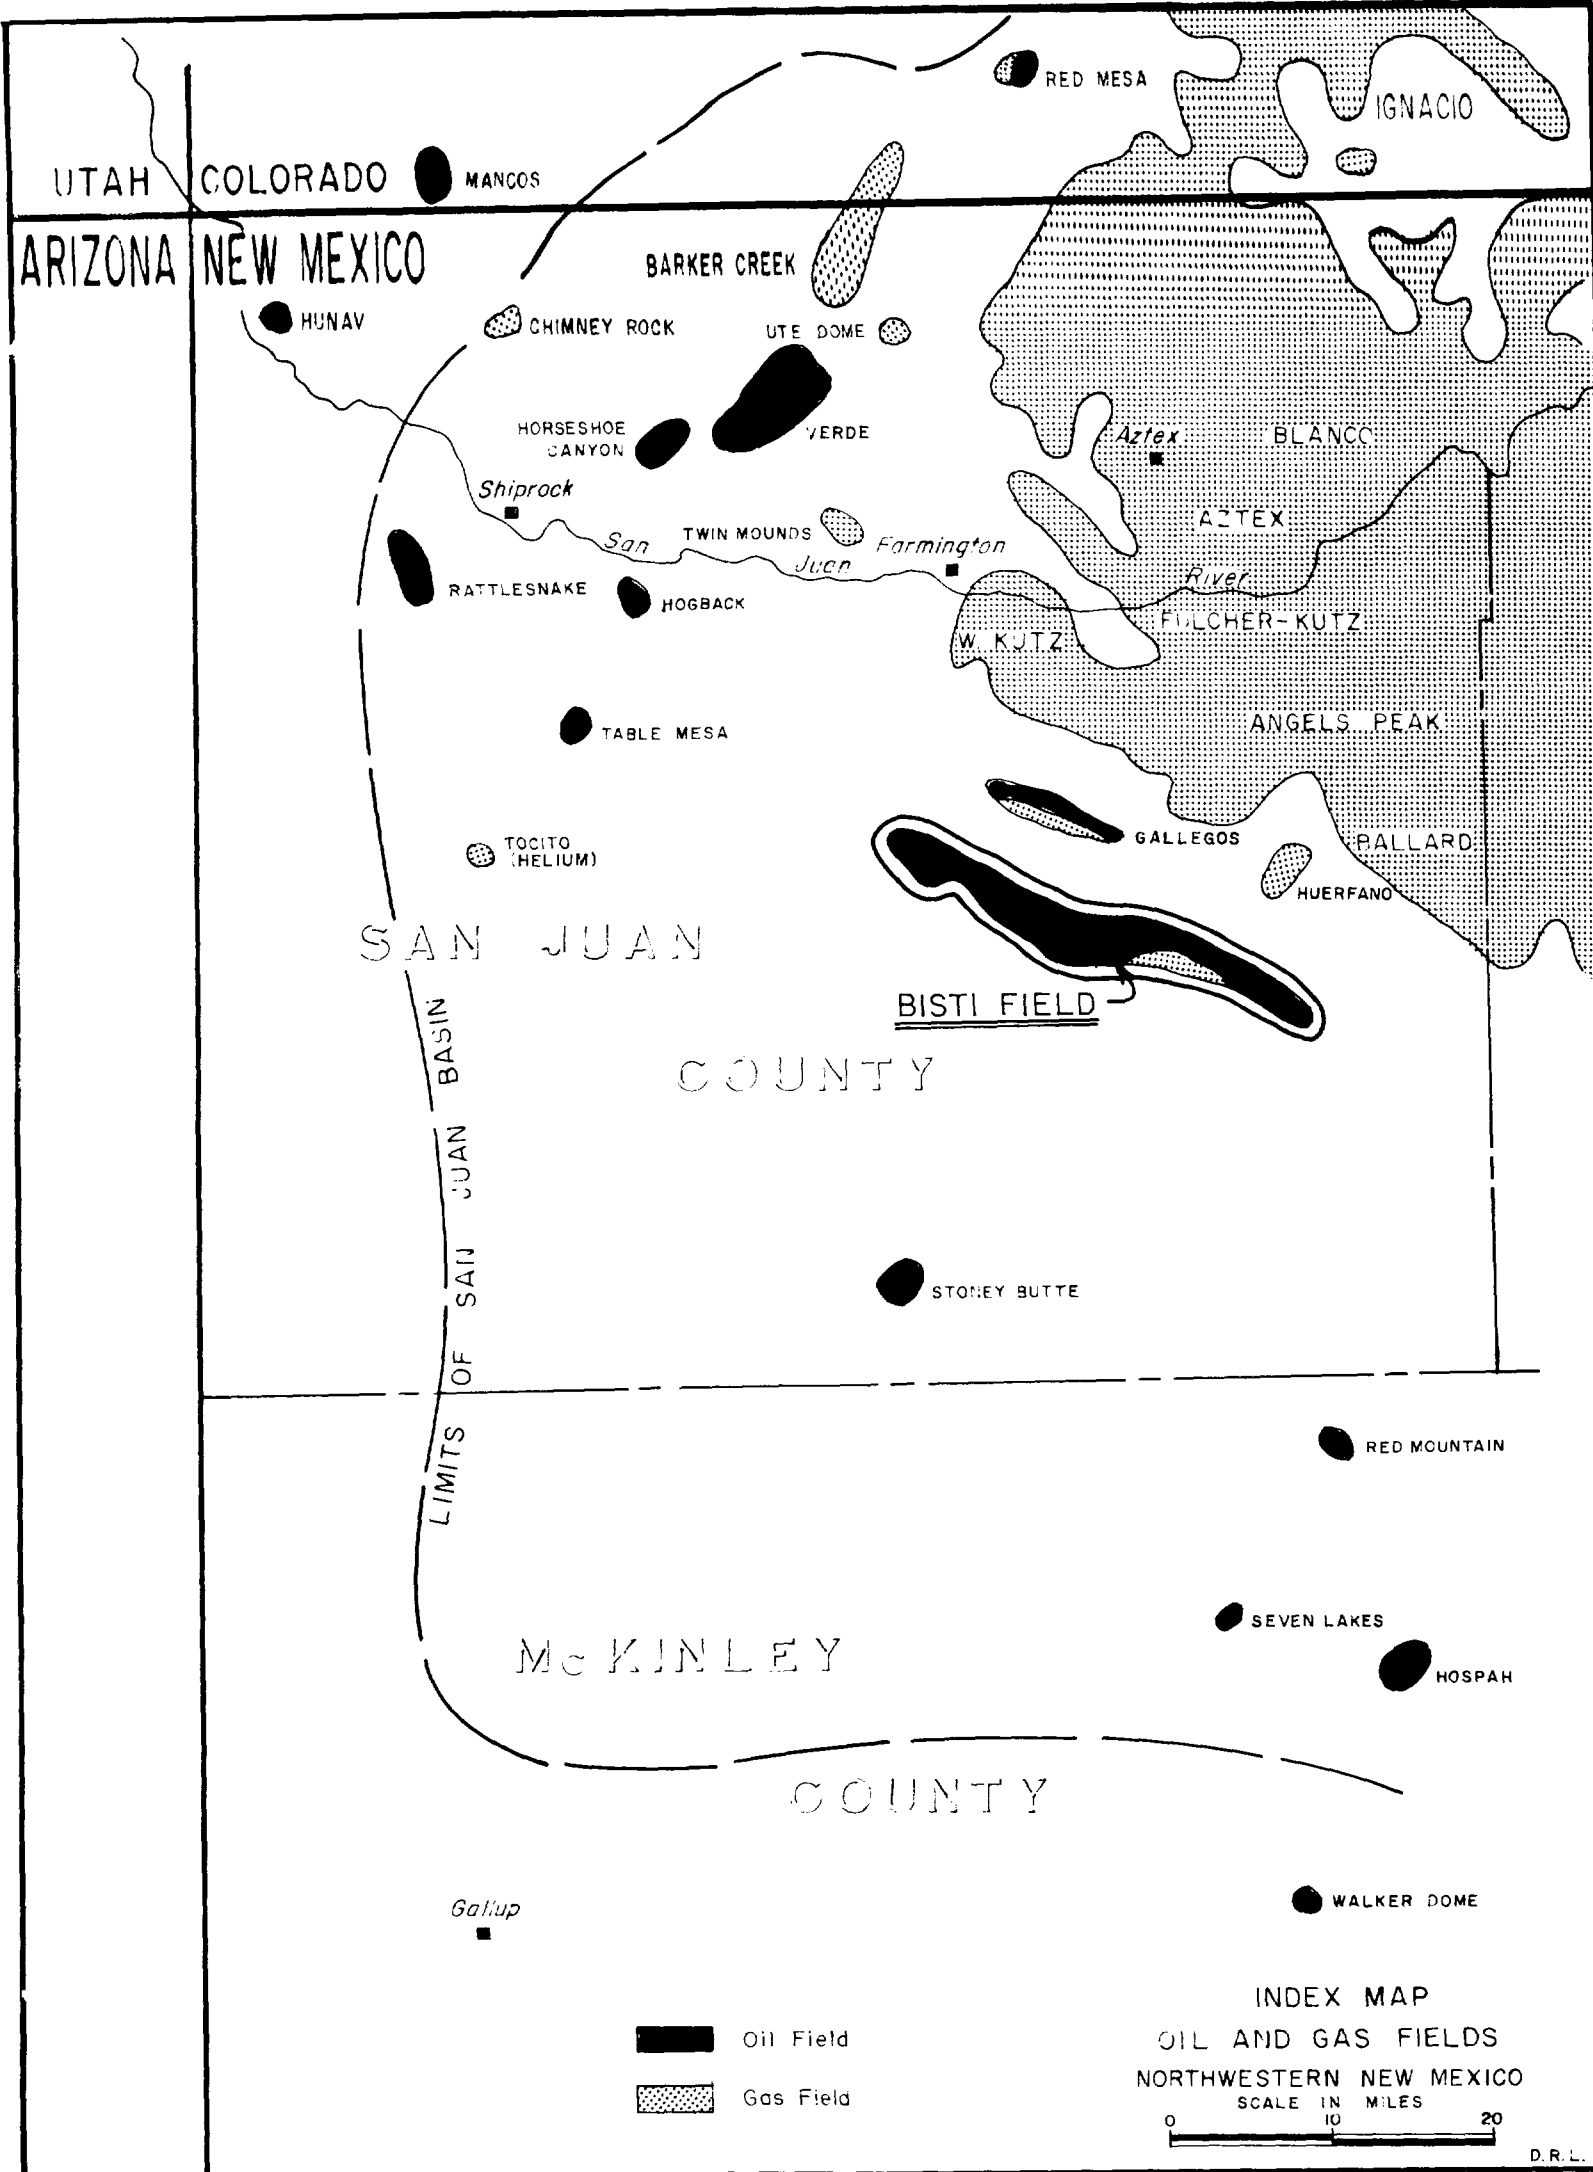 RED MESA
IGNACIO
UTAH
COLORADO
MANCOS
ARIZONA
NEW MEXICO
BARKER CREEK
HUNAV
CHIMNEY ROCK
UTE DOME
HORSESHOE
CANYON
VERDE
Aztex
BLANCO
Shiprock
AZTEX
TWIN MOUNDS
San
Juan
Farmington
River
RATTLESNAKE
HOGBACK
FULCHER-KUTZ
W. KUTZ
ANGELS PEAK
TABLE MESA
TOCITO
(HELIUM)
GALLEGOS
BALLARD
HUERFANO
SAN JUAN
BISTI FIELD
COUNTY
LIMITS OF SAN JUAN BASIN
STONEY BUTTE
RED MOUNTAIN
SEVEN LAKES
McKINLEY
HOSPAH
COUNTY
Gallup
WALKER DOME
INDEX MAP
OIL AND GAS FIELDS
NORTHWESTERN NEW MEXICO
SCALE IN MILES
0 10 20
Oil Field
Gas Field
D.R.L.